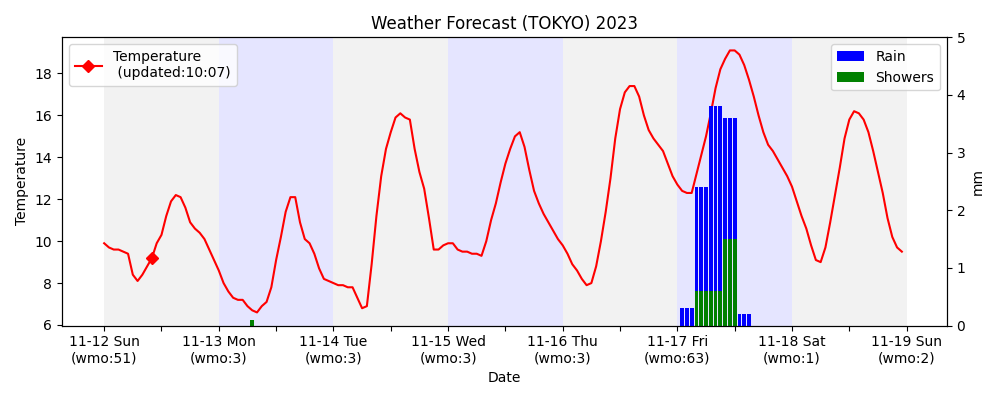 Weather Forecast (TOKYO) 2023
Temperature
(updated:10:07)
Rain
Showers
Temperature
18
16
14
12
10
8
6
5
4
3
2
1
0
mm
11-12 Sun
(wmo:51)
11-13 Mon
(wmo:3)
11-14 Tue
(wmo:3)
11-15 Wed
(wmo:3)
11-16 Thu
(wmo:3)
11-17 Fri
(wmo:63)
11-18 Sat
(wmo:1)
11-19 Sun
(wmo:2)
Date